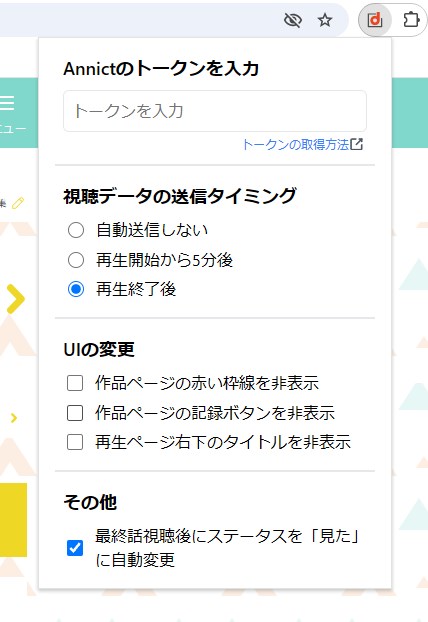 Annictのトークンを入力
トークンを入力
トークンの取得方法
ュー
視聴データの送信タイミング
自動送信しない
集
再生開始から5分後
再生終了後
UIの変更
作品ページの赤い枠線を非表示
作品ページの記録ボタンを非表示
再生ページ右下のタイトルを非表示
その他
最終話視聴後にステータスを「見た」
に自動変更